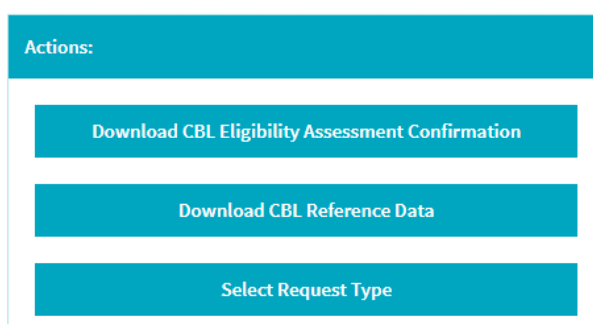 Actions:
Download CBL Eligibility Assessment Confirmation
Download CBL Reference Data
Select Request Type